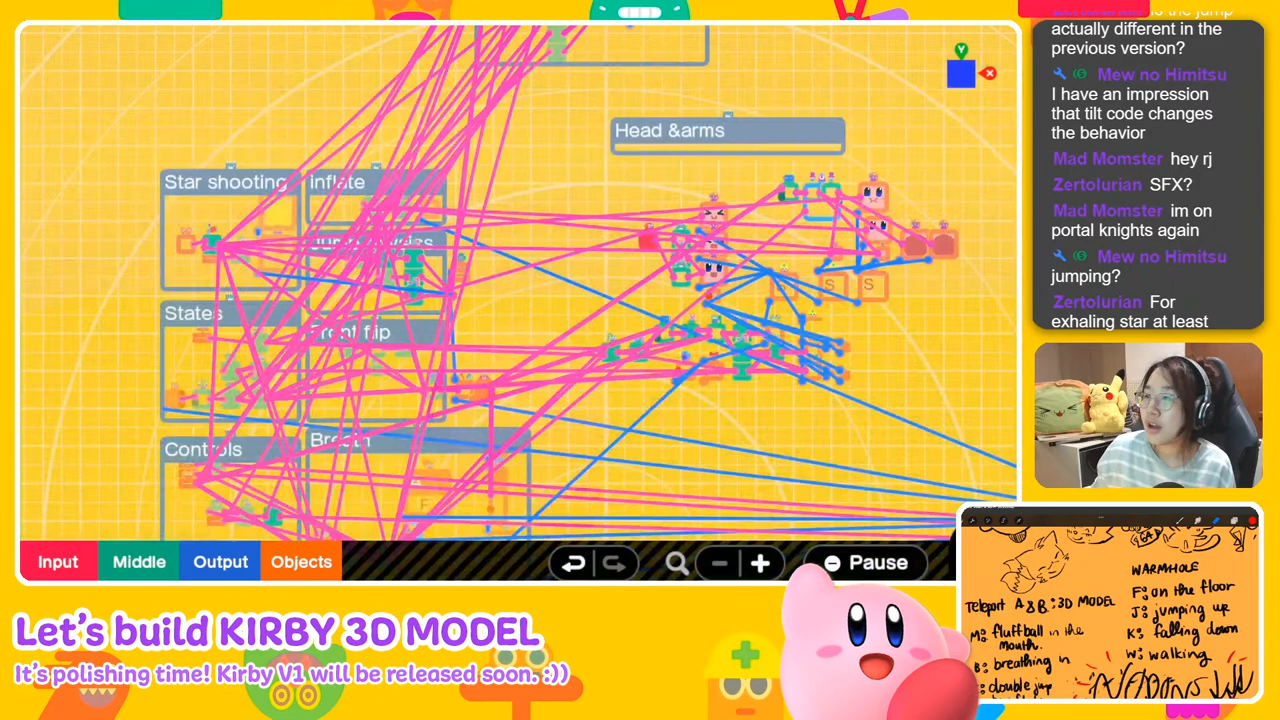 Head &arms
Star shooting
inflate
States
Front flip
Controls
Breath
F
S
S
Y
X
Input
Middle
Output
Objects
Pause
Let's build KIRBY 3D MODEL
It's polishing time! Kirby V1 will be released soon. :))
actually different in the
previous version?
Mew no Himitsu
I have an impression
that tilt code changes
the behavior
Mad Momster hey rj
Zertolurian SFX?
Mad Momster im on
portal knights again
Mew no Himitsu
jumping?
Zertolurian For
exhaling star at least
Teleport A&B: 3D MODEL
M: fluffball in the
mouth.
B: breathing in
: double jump
WARMHOLE
F: on the floor
J: jumping up
K: falling down
W: walking